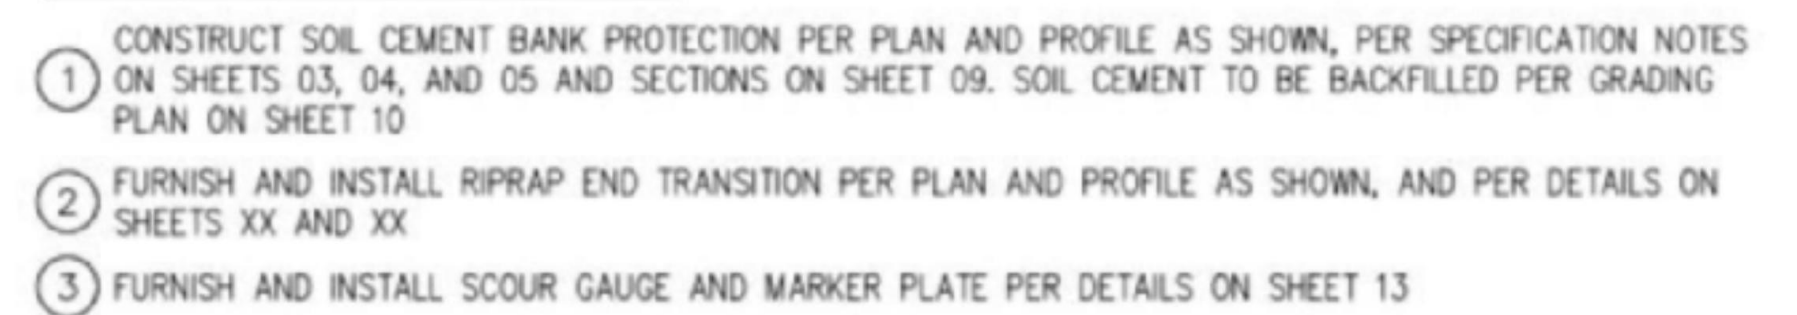 1 CONSTRUCT SOIL CEMENT BANK PROTECTION PER PLAN AND PROFILE AS SHOWN, PER SPECIFICATION NOTES
ON SHEETS 03, 04, AND 05 AND SECTIONS ON SHEET 09. SOIL CEMENT TO BE BACKFILLED PER GRADING
PLAN ON SHEET 10
2 FURNISH AND INSTALL RIPRAP END TRANSITION PER PLAN AND PROFILE AS SHOWN, AND PER DETAILS ON
SHEETS XX AND XX
3 FURNISH AND INSTALL SCOUR GAUGE AND MARKER PLATE PER DETAILS ON SHEET 13